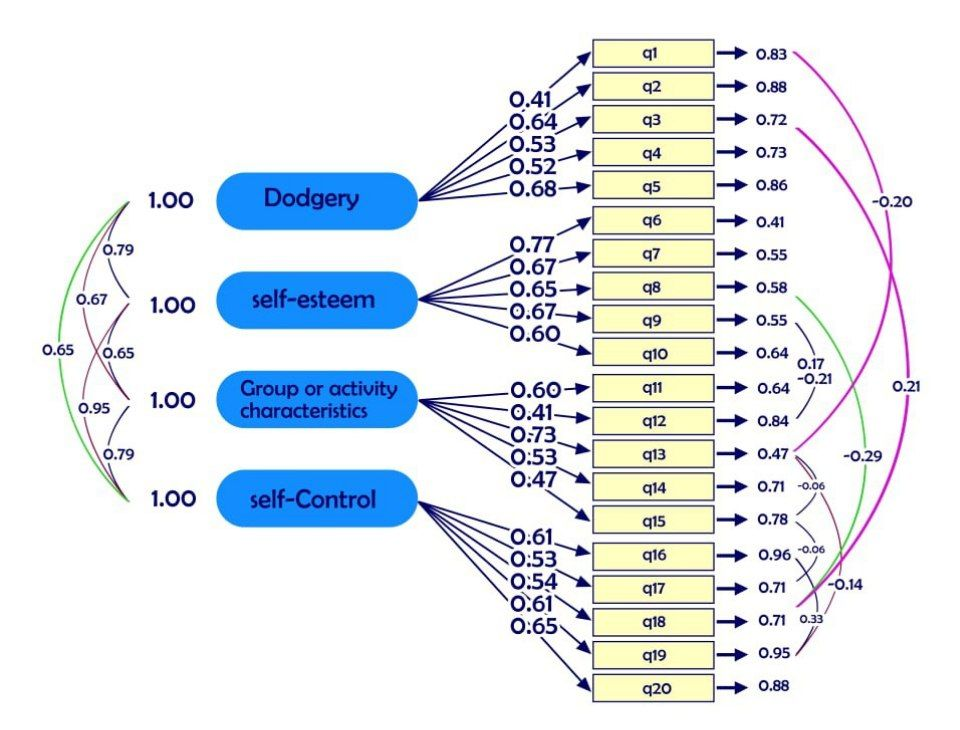 q1 0.83
q2 0.88
0.41
q3 0.72
0.64
0.53
q4 0.73
0.52
q5 0.86
0.68
1.00 Dodgery
-0.20
q6 0.41
0.79
0.77
q7 0.55
0.67
q8 0.58
0.65
0.67
1.00 self-esteem
0.67
q9 0.55
0.60
0.65
0.65
q10 0.64
0.17
-0.21
q11 0.64
0.21
0.60
1.00 Group or activity
characteristics
0.95
0.41
q12 0.84
0.73
q13 0.47
0.79
0.53
-0.29
0.47
q14 0.71
-0.06
1.00 self-Control
q15 0.78
0.61
q16 0.96
-0.06
0.53
0.54
q17 0.71
-0.14
0.61
q18 0.71
0.33
0.65
q19 0.95
q20 0.88